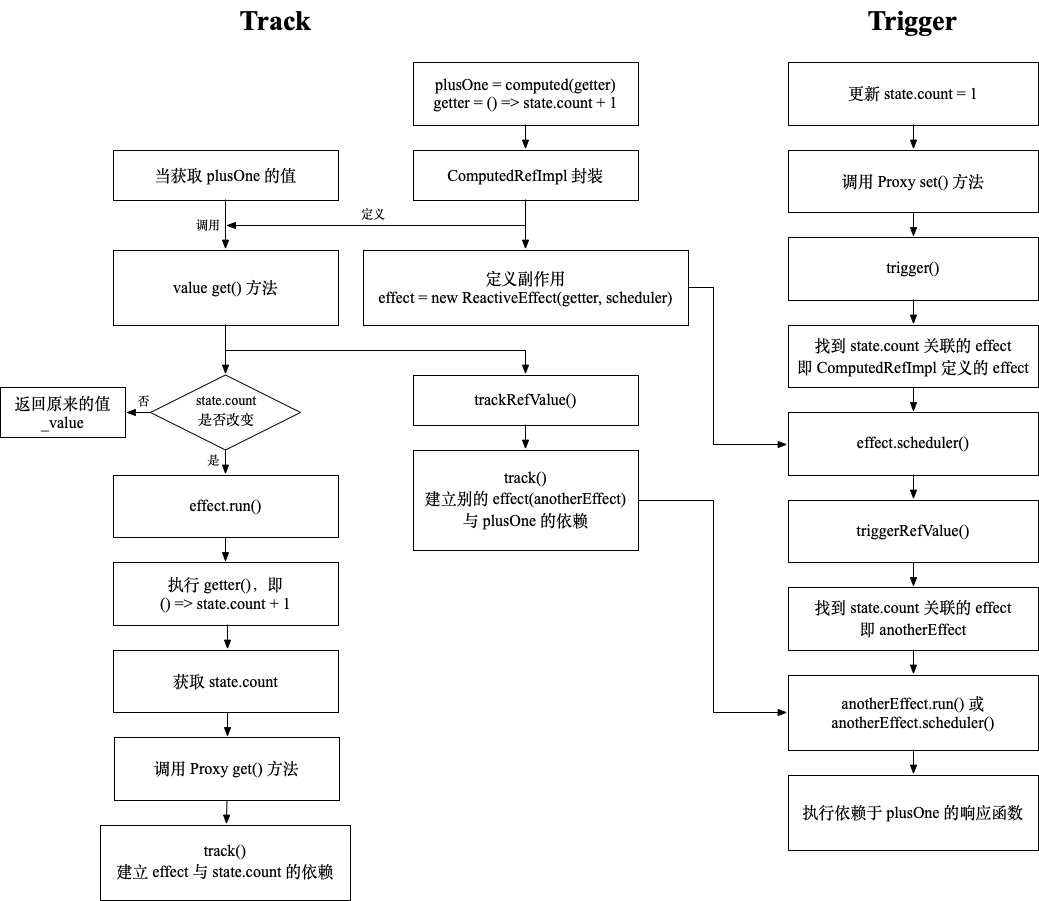 Track
Trigger
plusOne = computed(getter)
getter = () => state.count + 1
更新 state.count = 1
当获取 plusOne 的值
ComputedRefImpl 封装
调用 Proxy set() 方法
调用
定义
value get() 方法
定义副作用
effect = new ReactiveEffect(getter, scheduler)
trigger()
找到 state.count 关联的 effect
即 ComputedRefImpl 定义的 effect
返回原来的值
_value
否
state.count
是否改变
是
trackRefValue()
effect.scheduler()
effect.run()
track()
建立别的 effect(anotherEffect)
与 plusOne 的依赖
triggerRefValue()
执行 getter()，即
() => state.count + 1
找到 state.count 关联的 effect
即 anotherEffect
获取 state.count
anotherEffect.run() 或
anotherEffect.scheduler()
调用 Proxy get() 方法
执行依赖于 plusOne 的响应函数
track()
建立 effect 与 state.count 的依赖